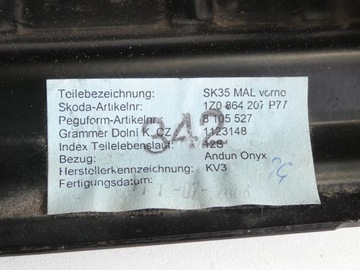 Teilebezeichnung: SK35 MAL vorne
Skoda-Artikelnr: 1Z0 864 207 P77
Peguform-Artikelnr: 8 105 527
Grammer Dolni K. CZ 1123148
Index Teilelebenslauf: 12S
Bezug: Andun Onyx
Herstellerkennzeichnung: KV3
Fertigungsdatum:
342